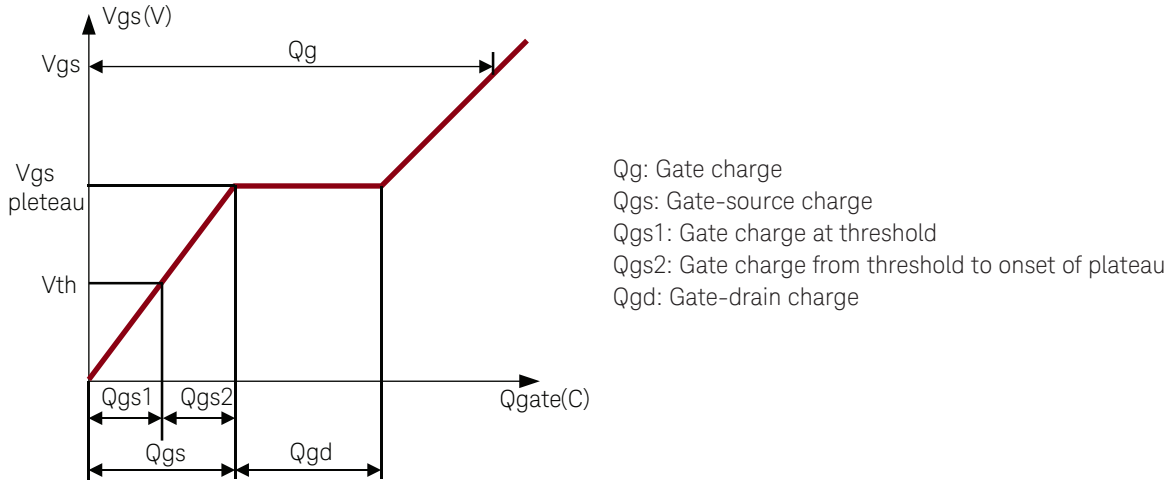 Vgs(V)
Qg
Vgs
Vgs
pleteau
Vth
Qgs1
Qgs2
Qgate(C)
Qgs
Qgd
Qg: Gate charge
Qgs: Gate-source charge
Qgs1: Gate charge at threshold
Qgs2: Gate charge from threshold to onset of plateau
Qgd: Gate-drain charge